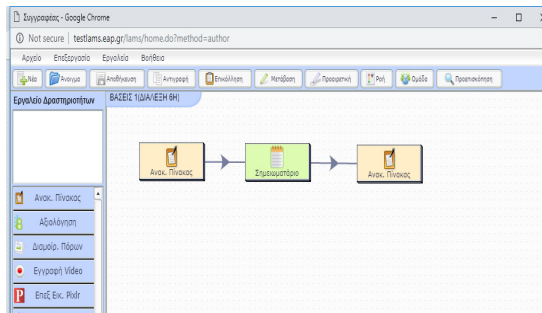 Συγγραφέας - Google Chrome
Not secure | testlams.eap.gr/lams/home.do?method=author
Αρχείο Επεξεργασία Εργαλεία Βοήθεια
Νέο Άνοιγμα Αποθήκευση Αντιγραφή Επικόλληση Μετάβαση Προαιρετική Ροή Ομάδα Προεπισκόπηση
Εργαλείο Δραστηριοτήτων ΒΑΣΕΙΣ 1(ΔΙΑΛΕΞΗ 6Η)
Ανακ. Πίνακας Σημειωματάριο Ανακ. Πίνακας
Ανακ. Πίνακας
Αξιολόγηση
Διαμοίρ. Πόρων
Εγγραφή Video
Επεξ Εικ. Pixlr